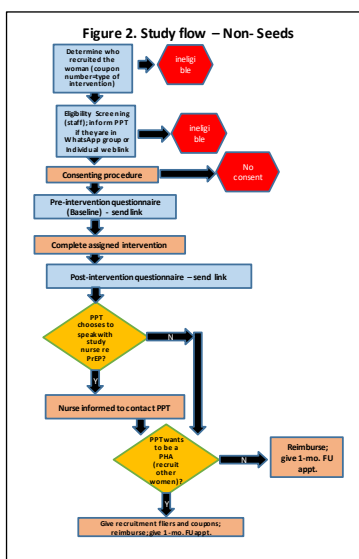 Figure 2. Study flow – Non- Seeds
Determine who
recruited the
woman (coupon
number=type of
intervention)
ineligi
ble
Eligibility Screening
(staff); inform PPT
if they are in
WhatsApp group or
Individual weblink
ineligi
ble
Consenting procedure
No
consent
Pre-intervention questionnaire
(Baseline) - send link
Complete assigned intervention
Post-intervention questionnaire – send
link
PPT
chooses to
speak with
study
nurse re
PrEP?
N
Y
Nurse informed to contact PPT
PPT wants
to be a
PHA
(recruit
other
women)?
N
Reimburse;
give 1-mo. FU
appt.
Y
Give recruitment fliers and coupons;
reimburse; give 1-mo. FU appt.